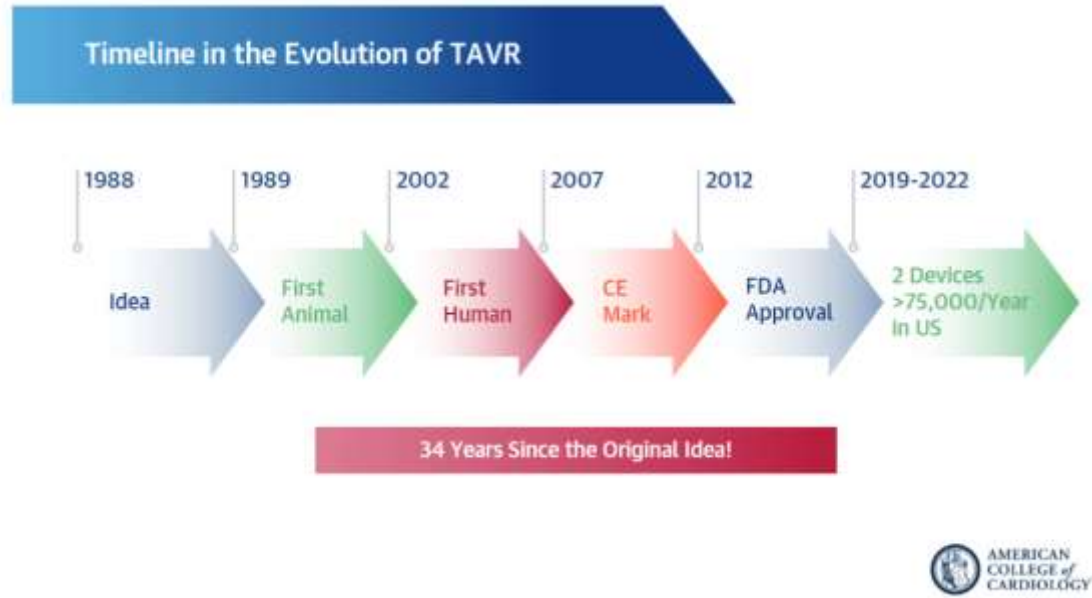 Timeline in the Evolution of TAVR
1988
1989
2002
2007
2012
2019-2022
Idea
First
Animal
First
Human
CE
Mark
FDA
Approval
2 Devices
>75,000/Year
in US
34 Years Since the Original Idea!
AMERICAN
COLLEGE of
CARDIOLOGY